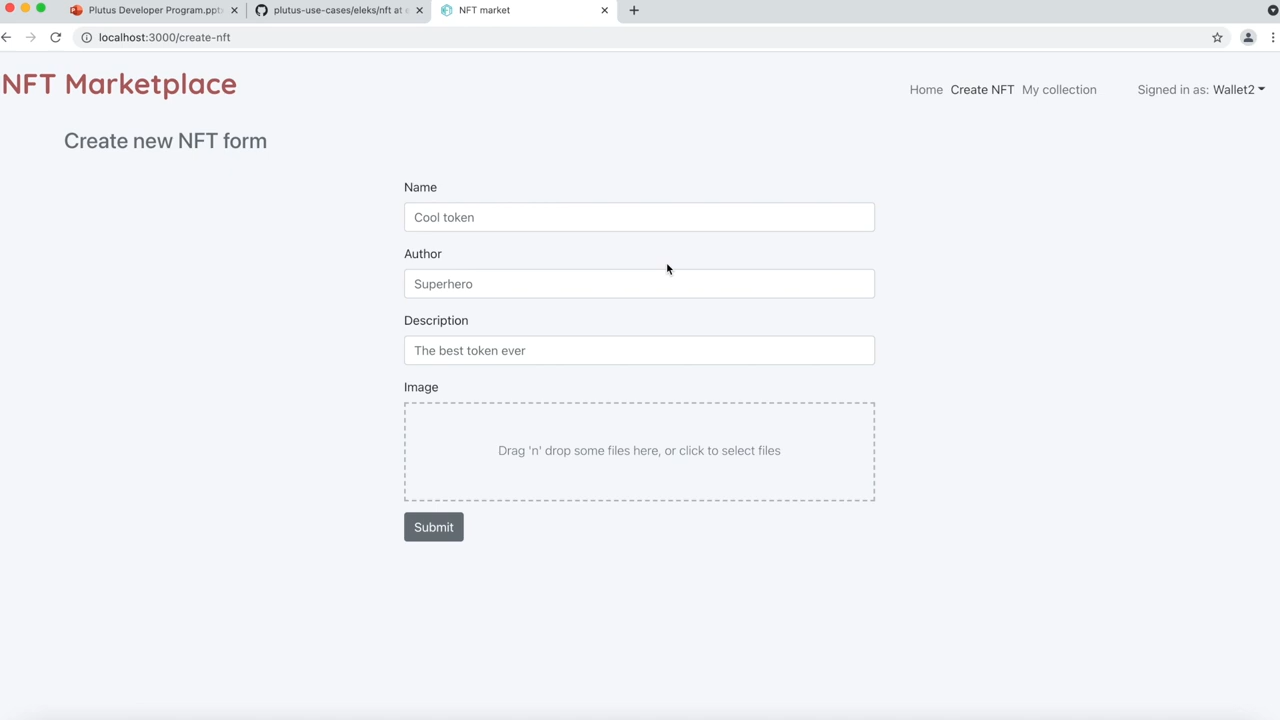 Plutus Developer Program.ppt
plutus-use-cases/eleks/nft at
NFT market
localhost:3000/create-nft
NFT Marketplace
Home Create NFT My collection Signed in as: Wallet2
Create new NFT form
Name
Cool token
Author
Superhero
Description
The best token ever
Image
Drag 'n' drop some files here, or click to select files
Submit